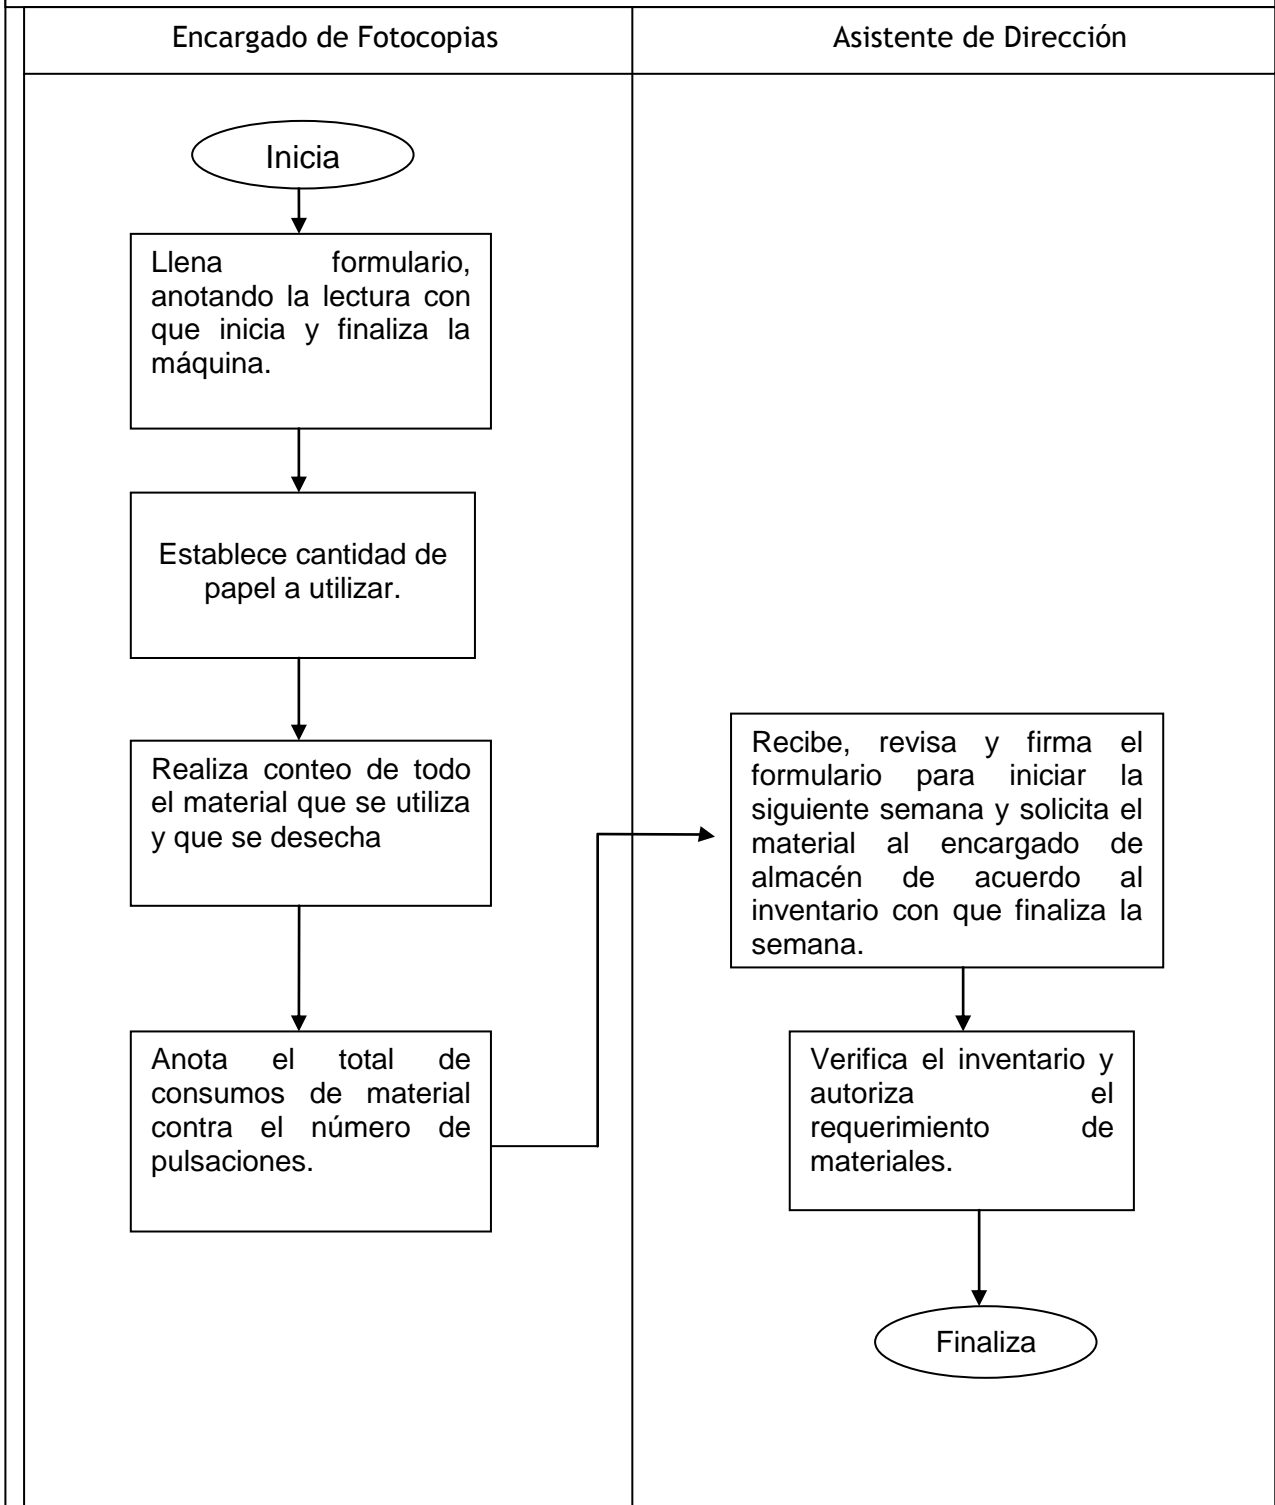 Encargado de Fotocopias
Asistente de Dirección
Inicia
Llena formulario,
anotando la lectura con
que inicia y finaliza la
máquina.
Establece cantidad de
papel a utilizar.
Realiza conteo de todo
el material que se utiliza
y que se desecha
Anota el total de
consumos de material
contra el número de
pulsaciones.
Recibe, revisa y firma el
formulario para iniciar la
siguiente semana y solicita el
material al encargado de
almacén de acuerdo al
inventario con que finaliza la
semana.
Verifica el inventario y
autoriza el
requerimiento de
materiales.
Finaliza